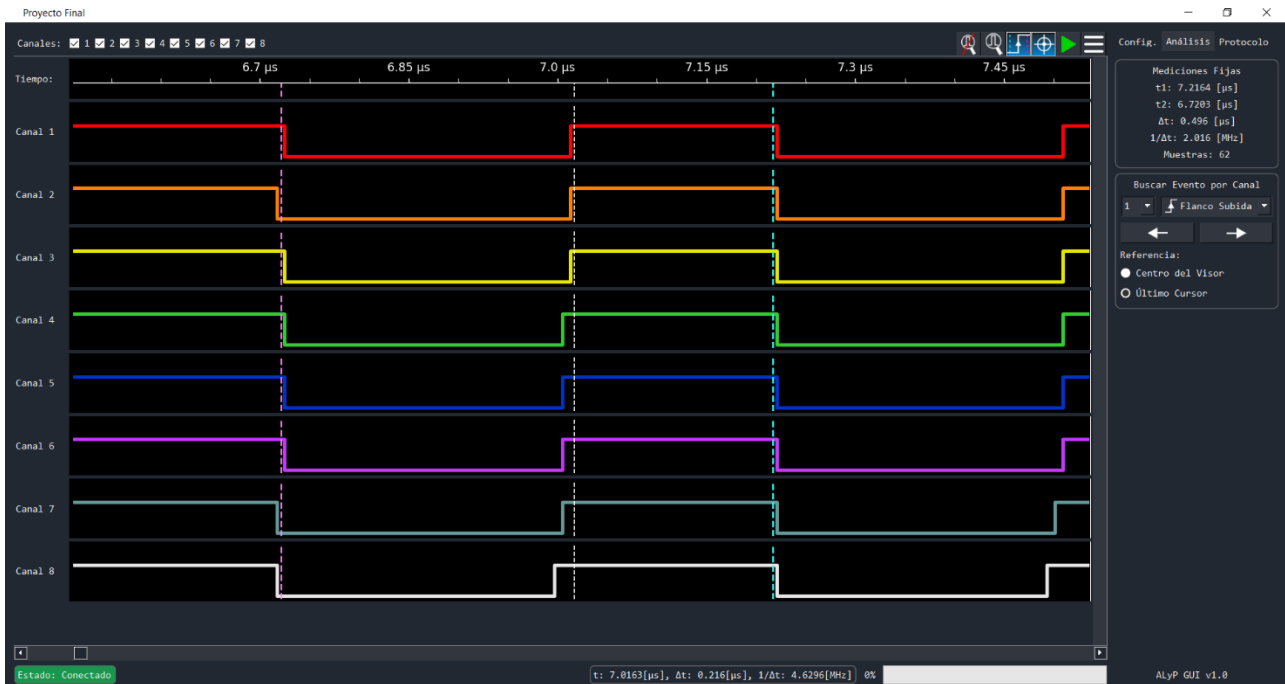 Proyecto Final
Canales: 1 2 3 4 5 6 7 8
Config. Análisis Protocolo
Tiempo: 6.7 µs 6.85 µs 7.0 µs 7.15 µs 7.3 µs 7.45 µs
Mediciones Fijas
t1: 7.2164 [µs]
t2: 6.7203 [µs]
Δt: 0.496 [µs]
1/Δt: 2.016 [MHz]
Muestras: 62
Canal 1
Canal 2
Canal 3
Canal 4
Canal 5
Canal 6
Canal 7
Canal 8
Buscar Evento por Canal
1 Flanco Subida
Referencia:
Centro del Visor
Último Cursor
Estado: Conectado
t: 7.0163[µs], Δt: 0.216[µs], 1/Δt: 4.6296[MHz] 0%
ALyP GUI v1.0